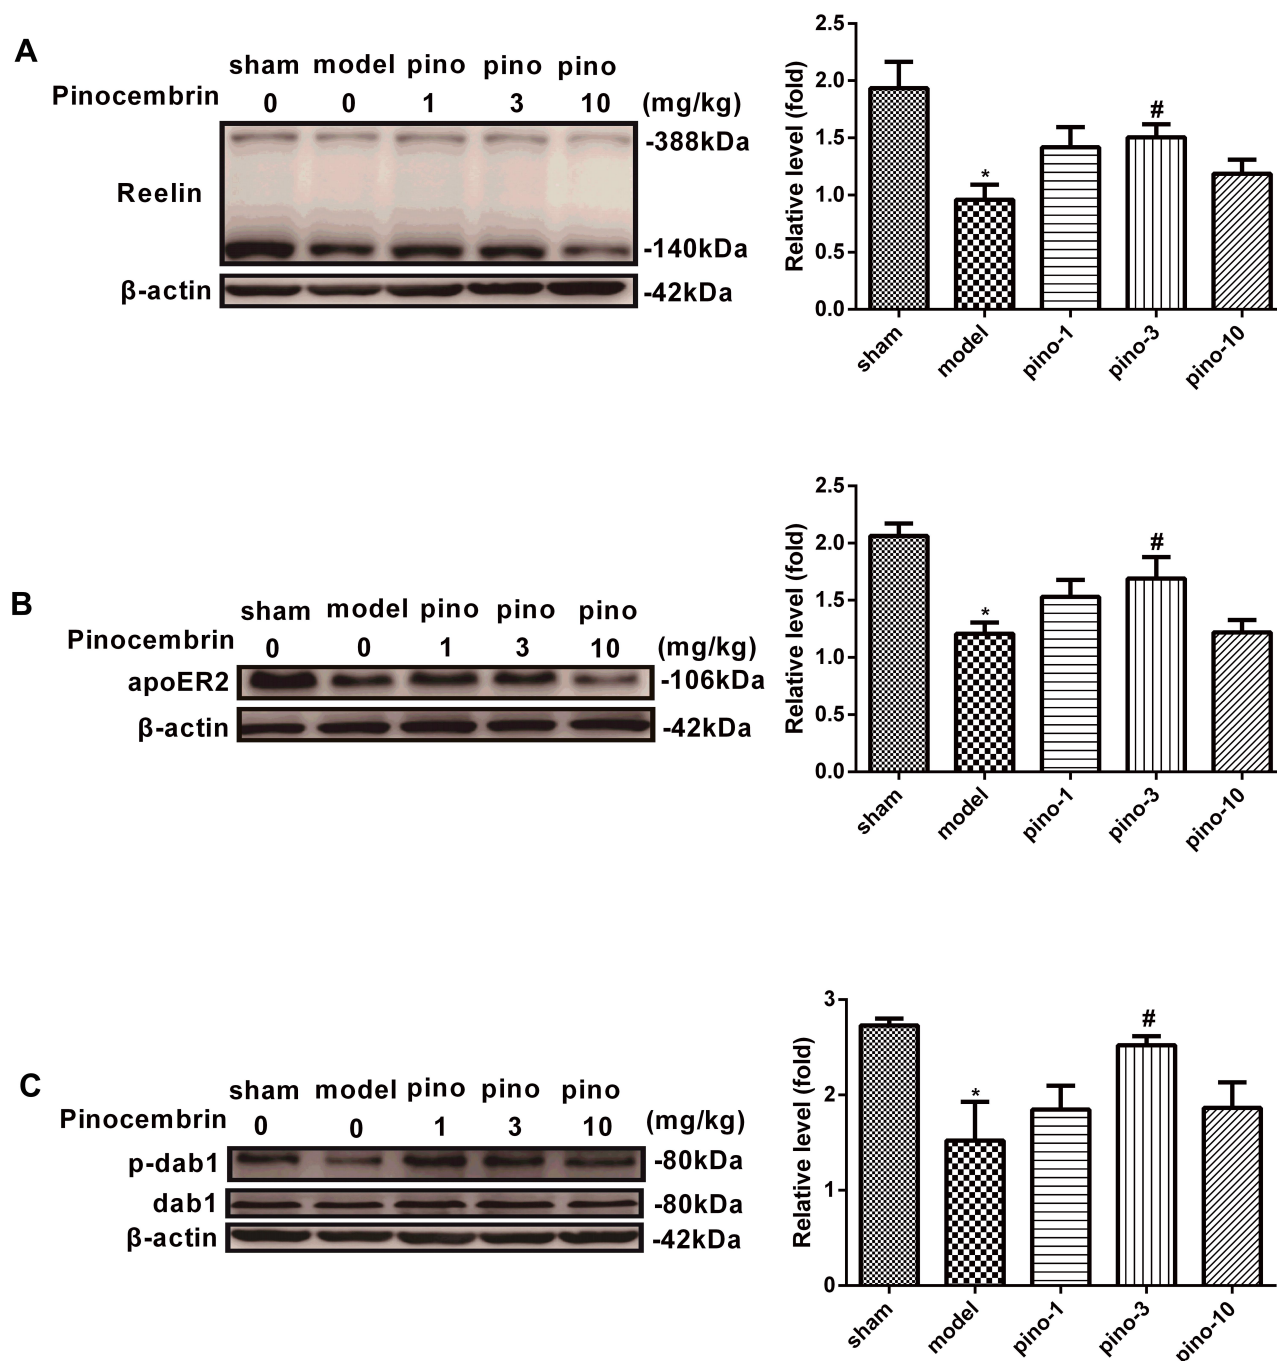 A
sham model pino pino pino
Pinocembrin 0 0 1 3 10 (mg/kg)
-388kDa
Reelin
-140kDa
β-actin -42kDa
Relative level (fold)
2.5
2.0
1.5
1.0
0.5
0.0
*
#
sham model pino-1 pino-3 pino-10
B
sham model pino pino pino
Pinocembrin 0 0 1 3 10 (mg/kg)
apoER2 -106kDa
β-actin -42kDa
Relative level (fold)
2.5
2.0
1.5
1.0
0.5
0.0
*
#
sham model pino-1 pino-3 pino-10
C
sham model pino pino pino
Pinocembrin 0 0 1 3 10 (mg/kg)
p-dab1 -80kDa
dab1 -80kDa
β-actin -42kDa
Relative level (fold)
3
2
1
0
*
#
sham model pino-1 pino-3 pino-10